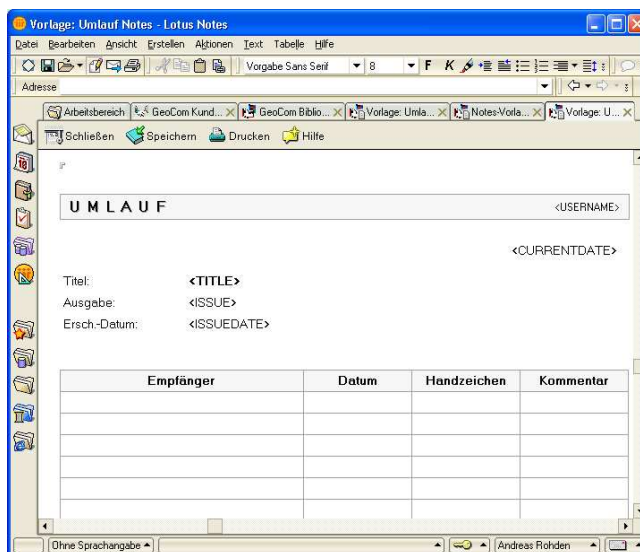 Vorlage: Umlauf Notes - Lotus Notes
Datei Bearbeiten Ansicht Erstellen Aktionen Text Tabelle Hilfe
Vorgabe Sans Serif 8 F K
Adresse
Arbeitsbereich GeoCom Kund... GeoCom Biblio... Vorlage: Umla... Notes-Vorla... Vorlage: U...
Schließen Speichern Drucken Hilfe
UMLAUF <USERNAME>
<CURRENTDATE>
Titel: <TITLE>
Ausgabe: <ISSUE>
Ersch.-Datum: <ISSUEDATE>
Empfänger Datum Handzeichen Kommentar
Ohne Sprachangabe Andreas Rohden